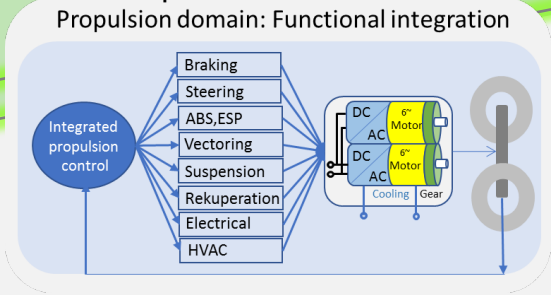 Propulsion domain: Functional integration
Integrated
propulsion
control
Braking
Steering
ABS,ESP
Vectoring
Suspension
Rekuperation
Electrical
HVAC
DC
AC
6~
Motor
DC
AC
6~
Motor
Cooling
Gear